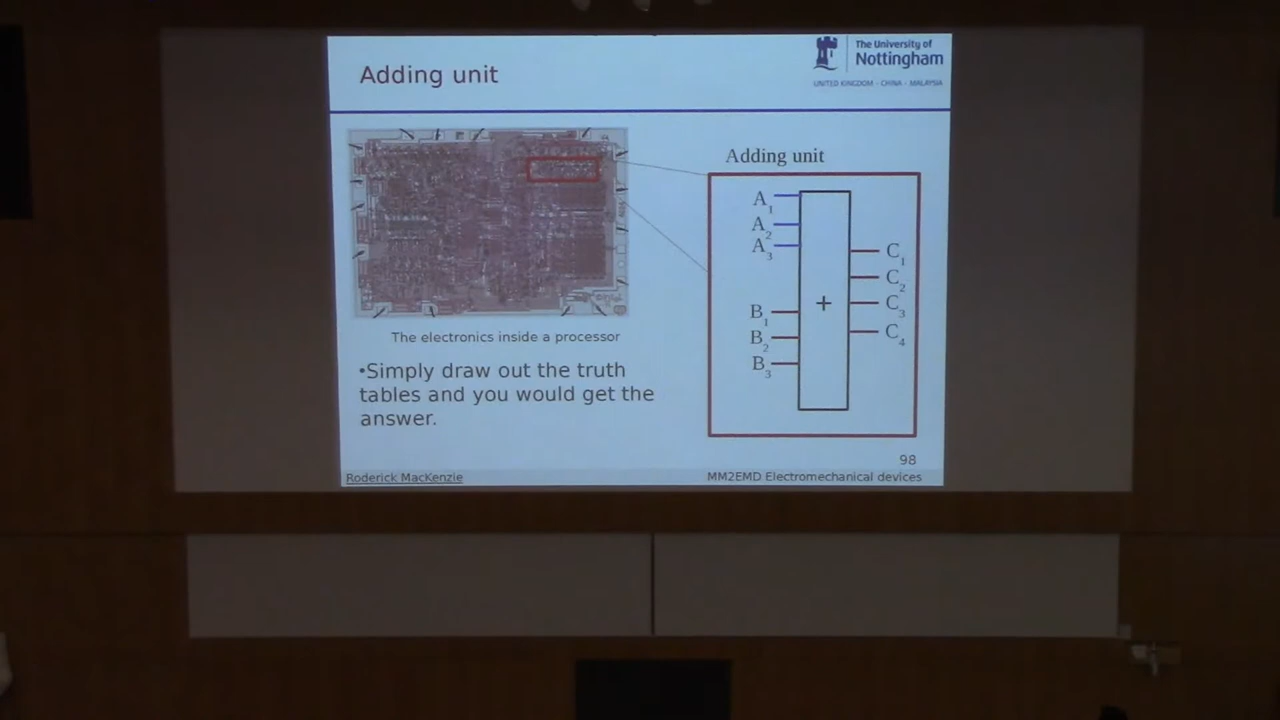 Adding unit
The University of
Nottingham
UNITED KINGDOM - CHINA - MALAYSIA
Adding unit
A1
A2
A3
B1
B2
B3
+
C1
C2
C3
C4
The electronics inside a processor
•Simply draw out the truth
tables and you would get the
answer.
98
Roderick MacKenzie
MM2EMD Electromechanical devices